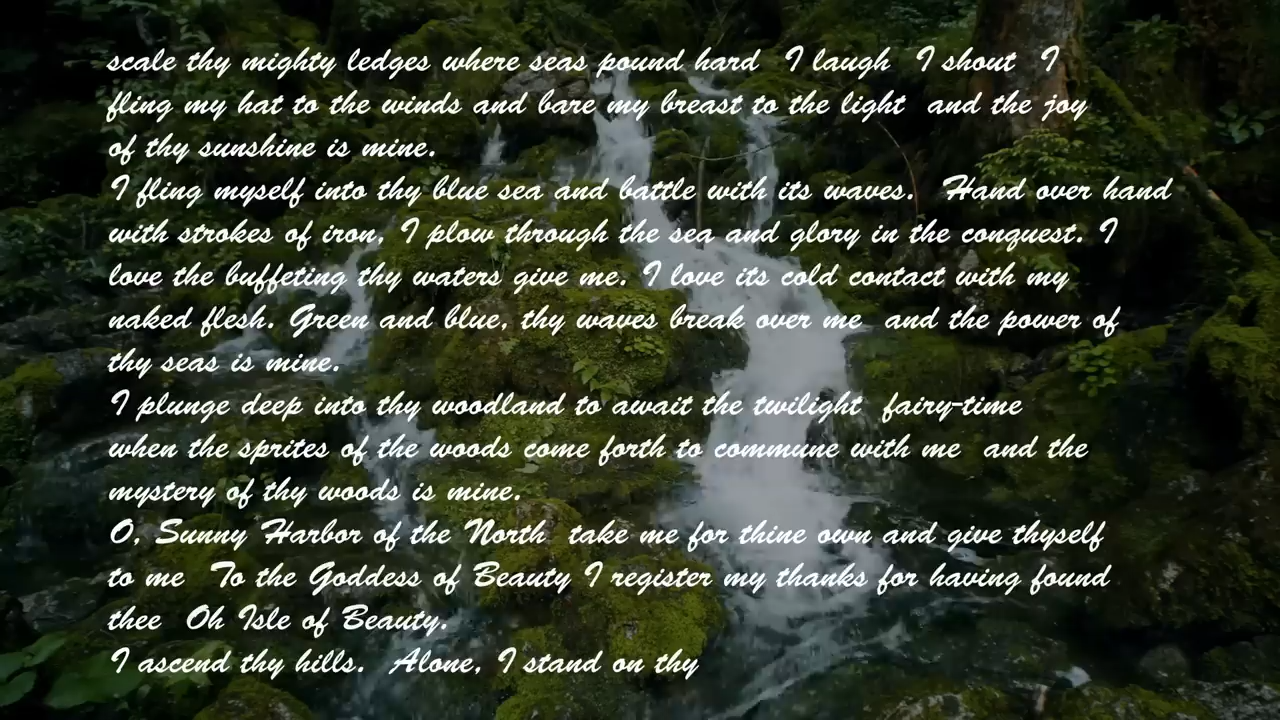 scale thy mighty ledges where seas pound hard  I laugh  I shout  I
fling my hat to the winds and bare my breast to the light  and the joy
of thy sunshine is mine.
I fling myself into thy blue sea and battle with its waves.  Hand over hand
with strokes of iron, I plow through the sea and glory in the conquest. I
love the buffeting thy waters give me. I love its cold contact with my
naked flesh. Green and blue, thy waves break over me  and the power of
thy seas is mine.
I plunge deep into thy woodland to await the twilight  fairy-time
when the sprites of the woods come forth to commune with me  and the
mystery of thy woods is mine.
O, Sunny Harbor of the North  take me for thine own and give thyself
to me  To the Goddess of Beauty I register my thanks for having found
thee  Oh Isle of Beauty.
I ascend thy hills.  Alone, I stand on thy